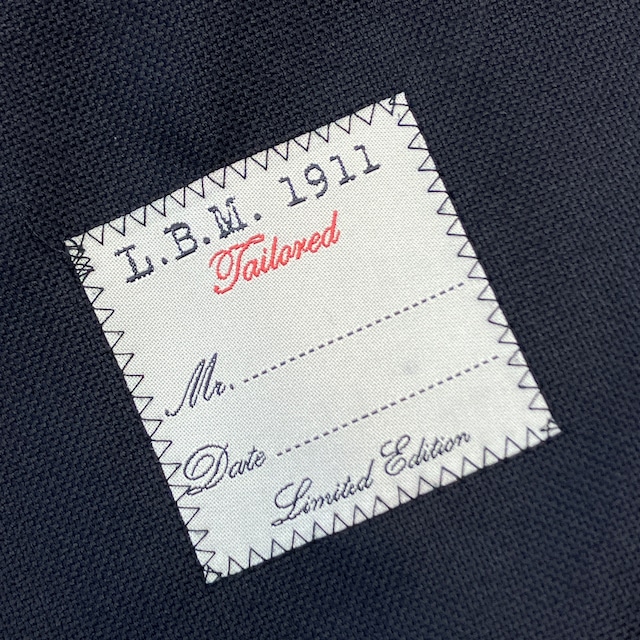 L.B.M. 1911
Tailored
Mr. --------------------
Date --------------------
Limited Edition